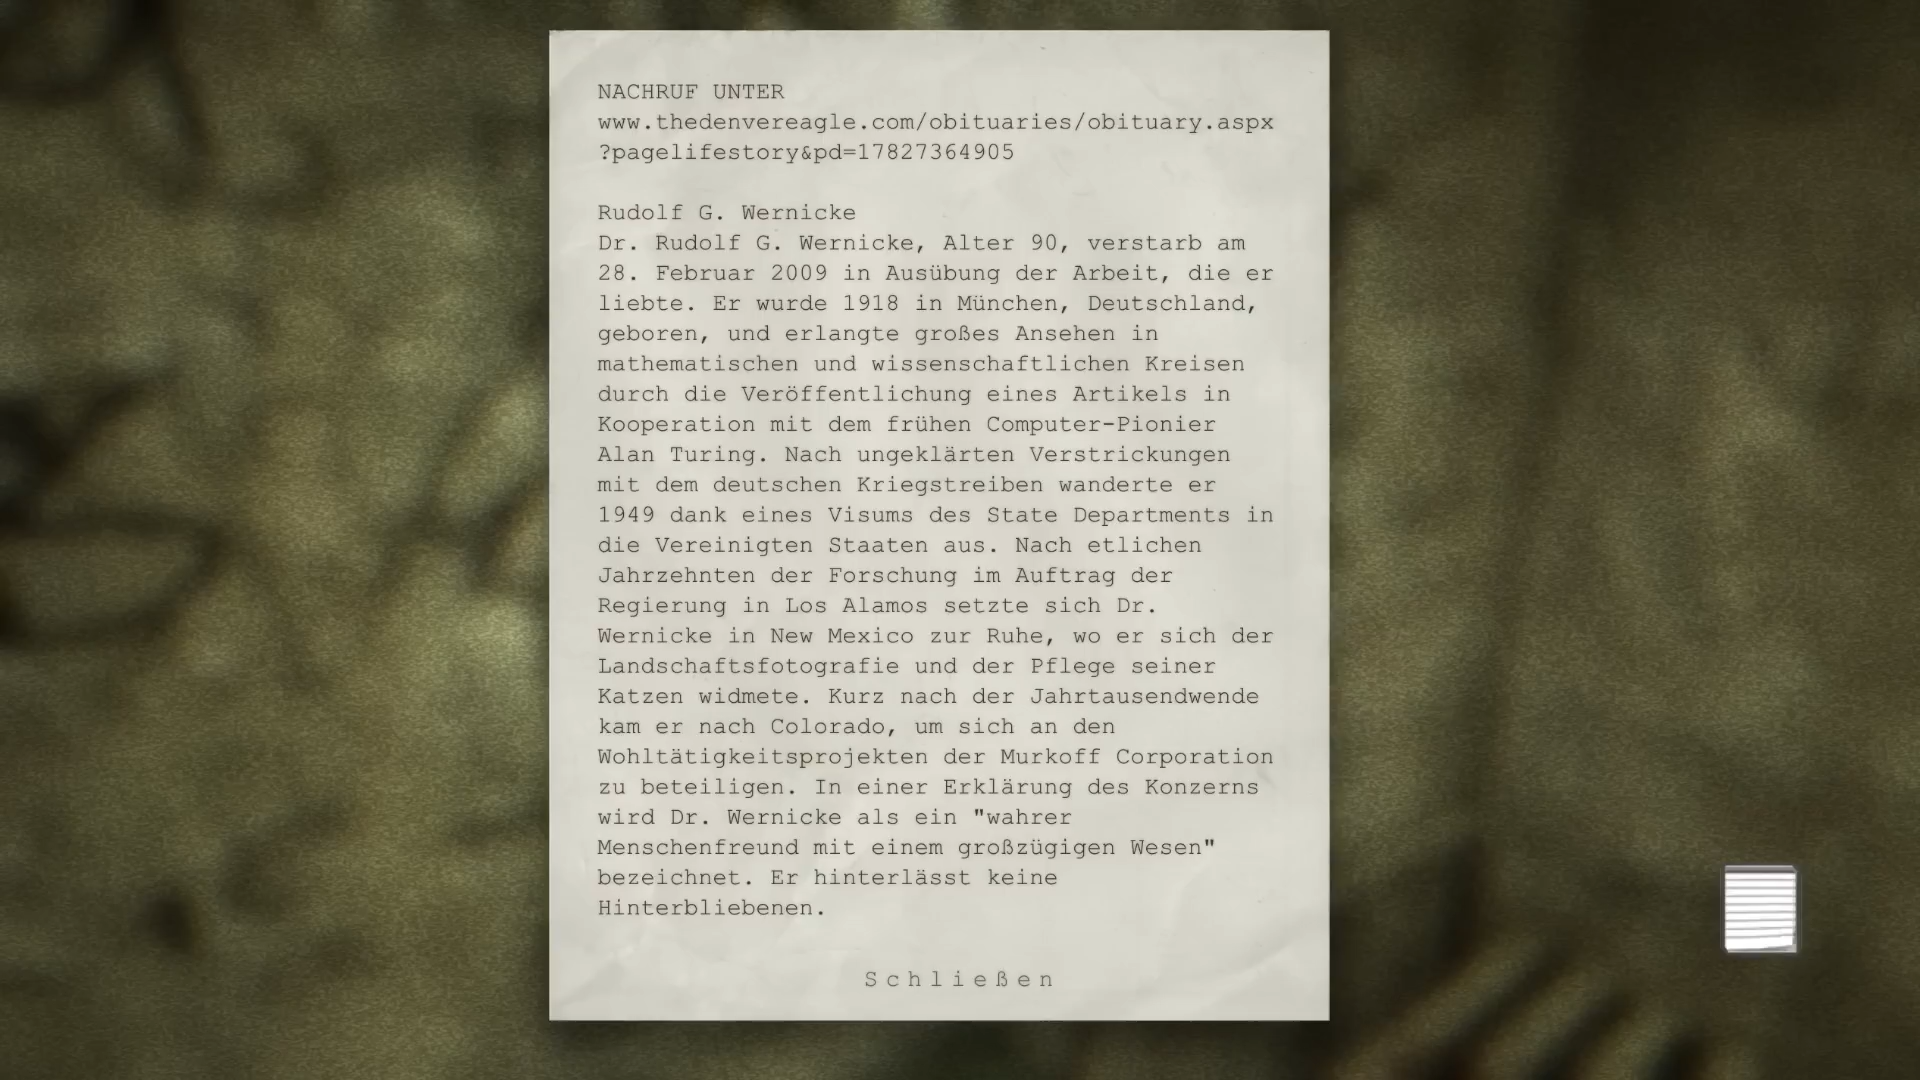 NACHRUF UNTER
www.thedenvereagle.com/obituaries/obituary.aspx
?pagelifestory&pd=17827364905
Rudolf G. Wernicke
Dr. Rudolf G. Wernicke, Alter 90, verstarb am
28. Februar 2009 in Ausübung der Arbeit, die er
liebte. Er wurde 1918 in München, Deutschland,
geboren, und erlangte großes Ansehen in
mathematischen und wissenschaftlichen Kreisen
durch die Veröffentlichung eines Artikels in
Kooperation mit dem frühen Computer-Pionier
Alan Turing. Nach ungeklärten Verstrickungen
mit dem deutschen Kriegstreiben wanderte er
1949 dank eines Visums des State Departments in
die Vereinigten Staaten aus. Nach etlichen
Jahrzehnten der Forschung im Auftrag der
Regierung in Los Alamos setzte sich Dr.
Wernicke in New Mexico zur Ruhe, wo er sich der
Landschaftsfotografie und der Pflege seiner
Katzen widmete. Kurz nach der Jahrtausendwende
kam er nach Colorado, um sich an den
Wohltätigkeitsprojekten der Murkoff Corporation
zu beteiligen. In einer Erklärung des Konzerns
wird Dr. Wernicke als ein "wahrer
Menschenfreund mit einem großzügigen Wesen"
bezeichnet. Er hinterlässt keine
Hinterbliebenen.
Schließen